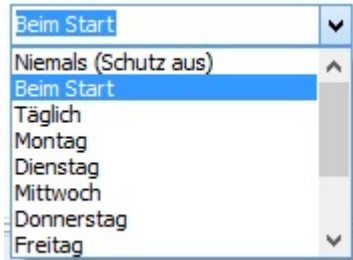 Beim Start
Niemals (Schutz aus)
Beim Start
Täglich
Montag
Dienstag
Mittwoch
Donnerstag
Freitag